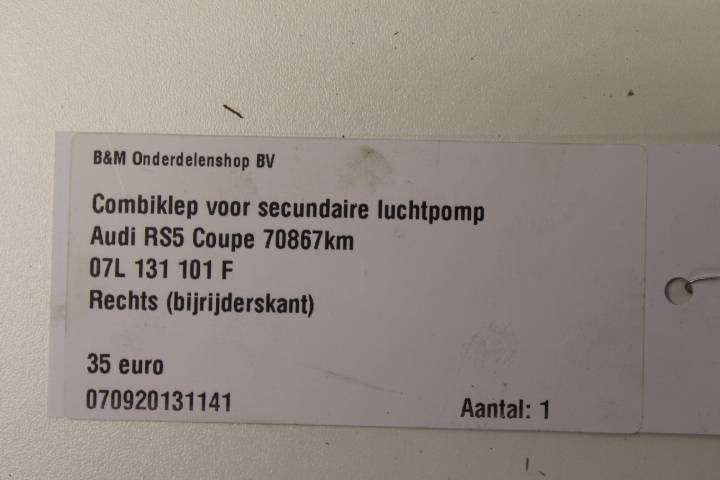 B&M Onderdelenshop BV
Combiklep voor secundaire luchtpomp
Audi RS5 Coupe 70867km
07L 131 101 F
Rechts (bijrijderskant)
35 euro
070920131141
Aantal: 1